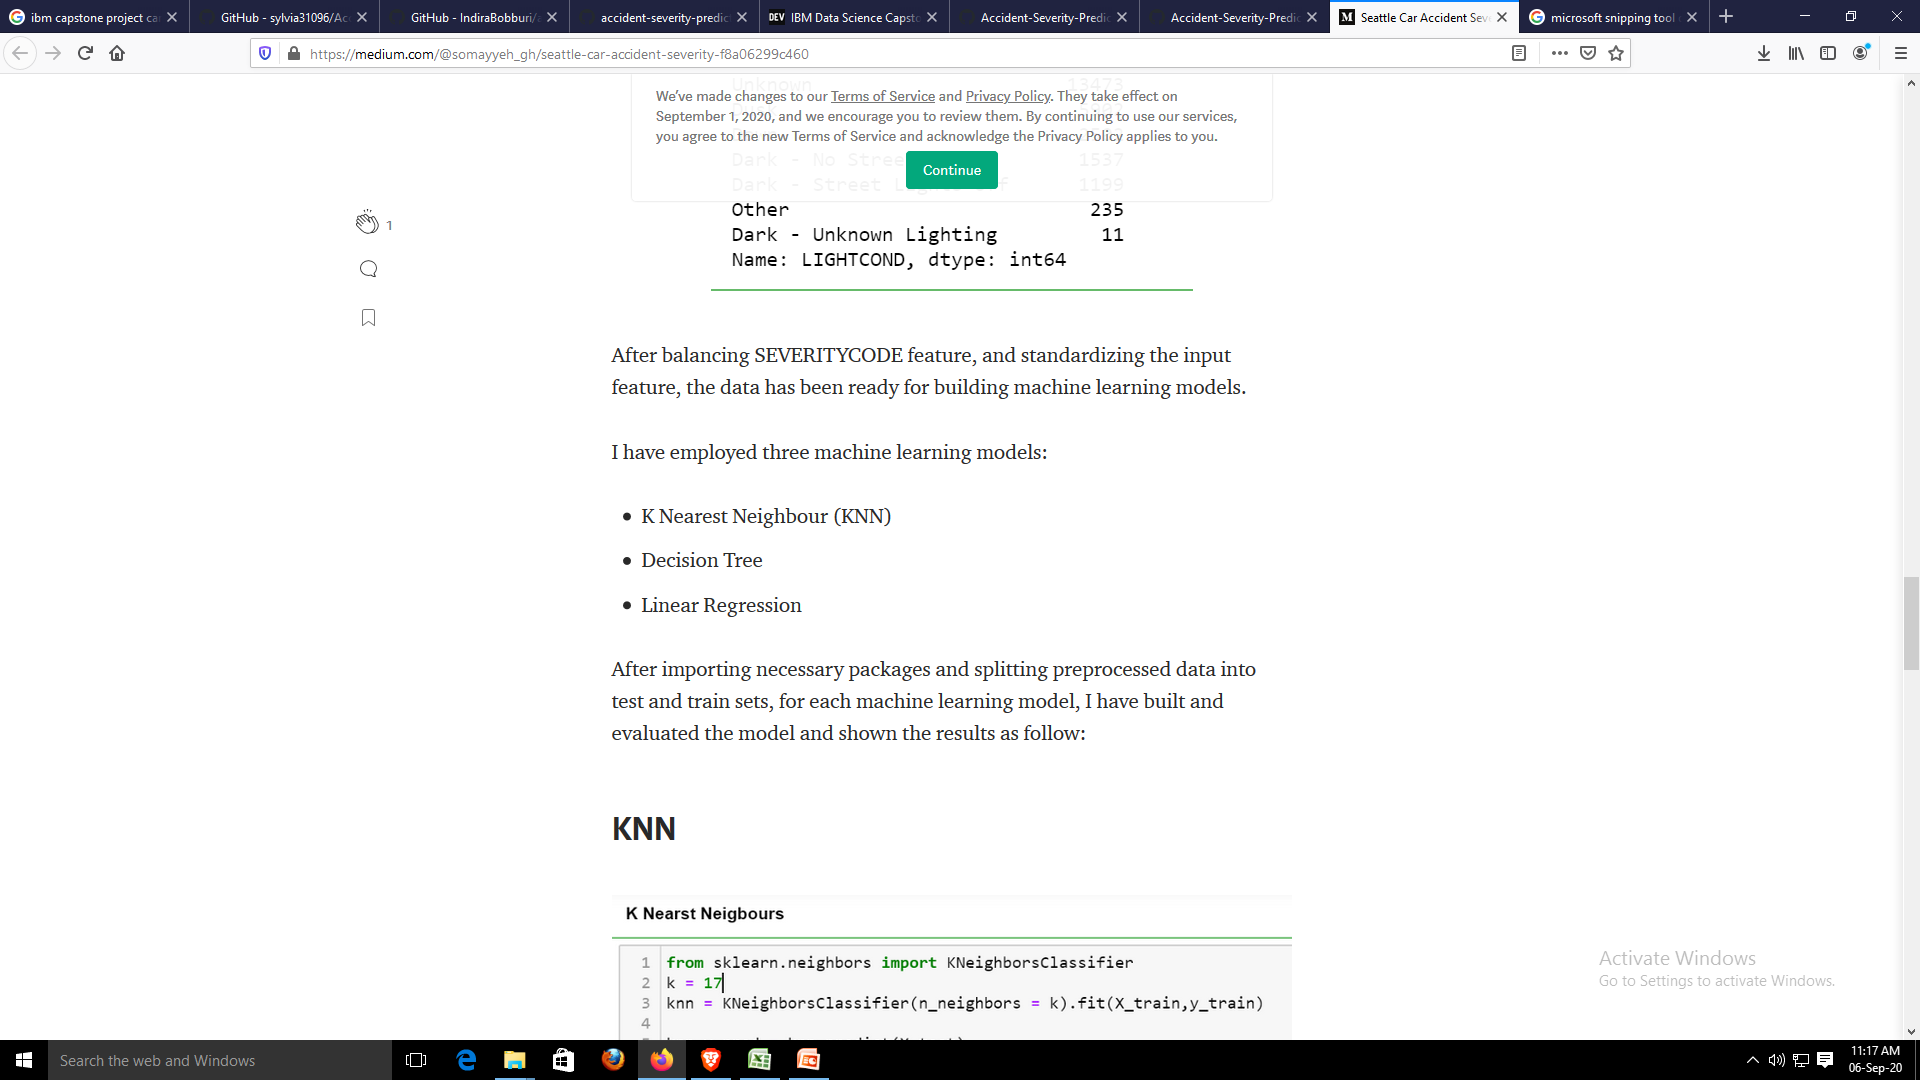 ibm capstone project ca
GitHub - sylvia31096/Ac
GitHub - IndiraBobburi/a
accident-severity-predic
DEV IBM Data Science Capsto
Accident-Severity-Predic
Accident-Severity-Predic
M Seattle Car Accident Sev
microsoft snipping tool
https://medium.com/@somayyeh_gh/seattle-car-accident-severity-f8a06299c460
Unknown 13473
We've made changes to our Terms of Service and Privacy Policy. They take effect on
September 1, 2020, and we encourage you to review them. By continuing to use our services,
you agree to the new Terms of Service and acknowledge the Privacy Policy applies to you.
Dark - No Stree 1537
Continue
Dark - Street L 1199
Other 235
Dark - Unknown Lighting 11
Name: LIGHTCOND, dtype: int64
1
After balancing SEVERITYCODE feature, and standardizing the input
feature, the data has been ready for building machine learning models.
I have employed three machine learning models:
• K Nearest Neighbour (KNN)
• Decision Tree
• Linear Regression
After importing necessary packages and splitting preprocessed data into
test and train sets, for each machine learning model, I have built and
evaluated the model and shown the results as follow:
KNN
K Nearst Neigbours
1 from sklearn.neighbors import KNeighborsClassifier
2 k = 17
3 knn = KNeighborsClassifier(n_neighbors = k).fit(X_train,y_train)
4
Activate Windows
Go to Settings to activate Windows.
Search the web and Windows
11:17 AM
06-Sep-20